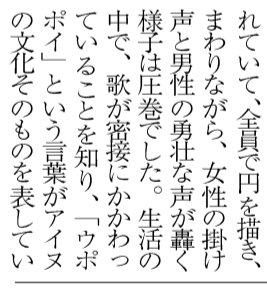 れていて、全員で円を描き、
まわりながら、女性の掛け
声と男性の勇壮な声が轟く
様子は圧巻でした。生活の
中で、歌が密接にかかわっ
ていることを知り、「ウポ
ポイ」という言葉がアイヌ
の文化そのものを表してい